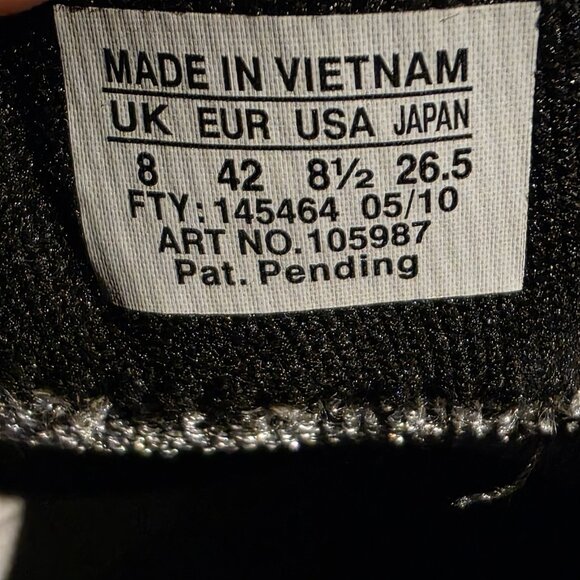 MADE IN VIETNAM
UK EUR USA JAPAN
8 42 8½ 26.5
FTY: 145464 05/10
ART NO. 105987
Pat. Pending